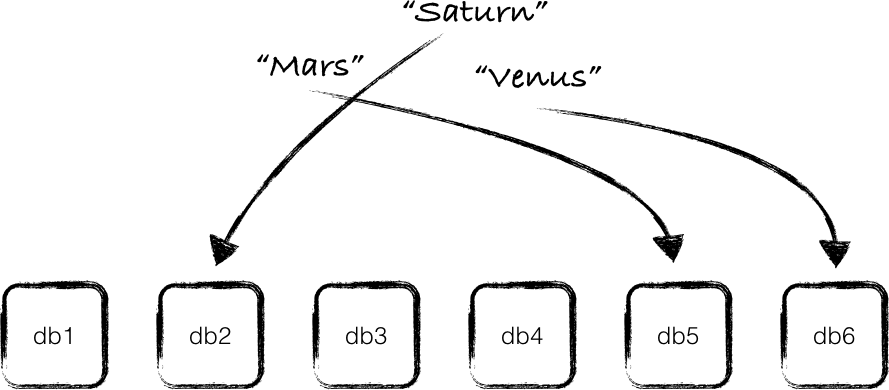 “Saturn”
“Mars”
“Venus”
db1 db2 db3 db4 db5 db6